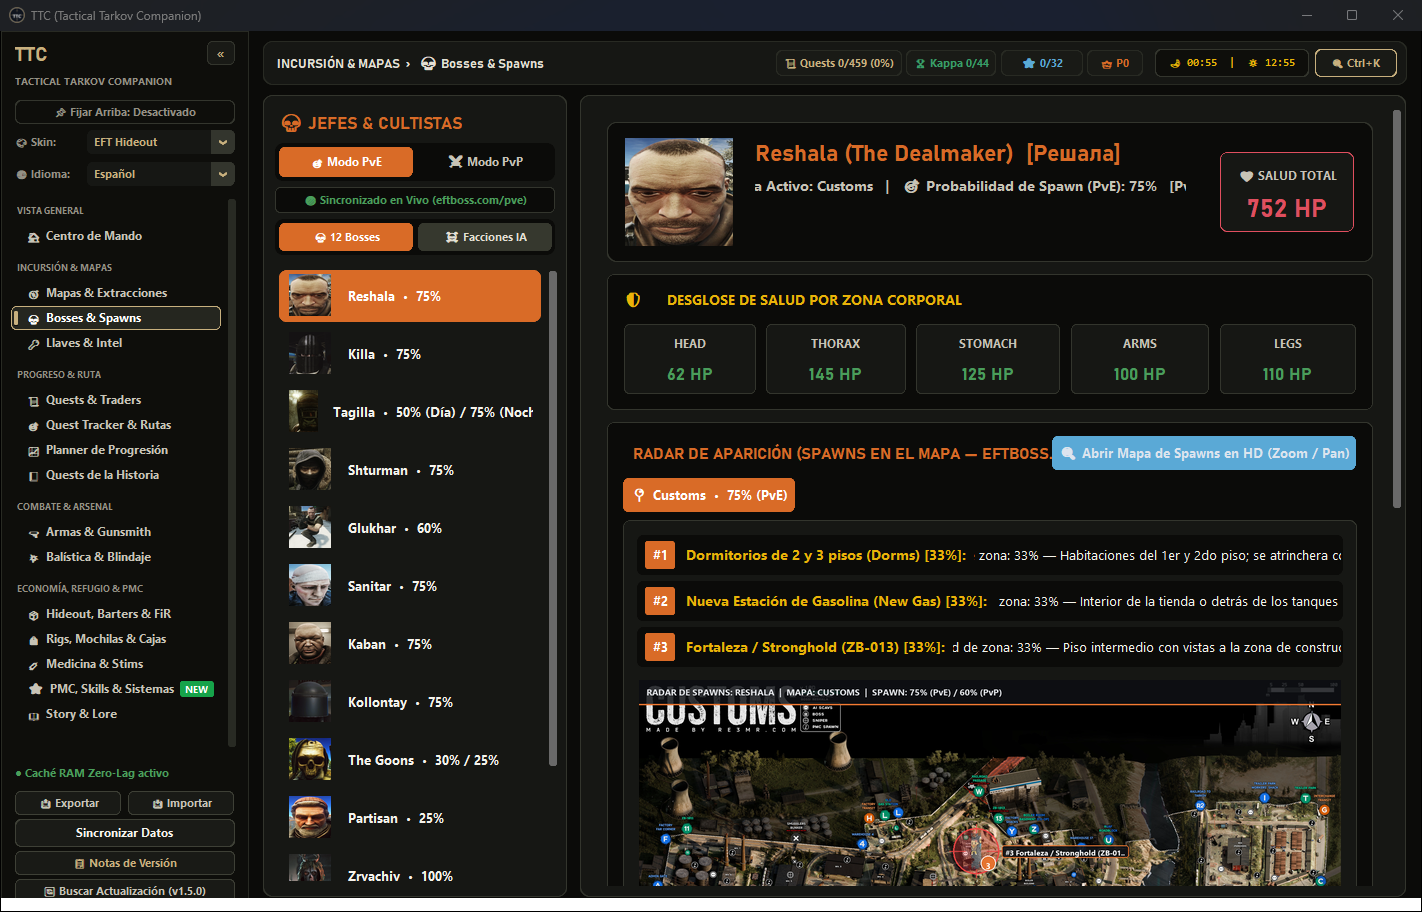 TTC (Tactical Tarkov Companion)
TTC
«
TACTICAL TARKOV COMPANION
Fijar Arriba: Desactivado
Skin: EFT Hideout
Idioma: Español
VISTA GENERAL
Centro de Mando
INCURSIÓN & MAPAS
Mapas & Extracciones
Bosses & Spawns
Llaves & Intel
PROGRESO & RUTA
Quests & Traders
Quest Tracker & Rutas
Planner de Progresión
Quests de la Historia
COMBATE & ARSENAL
Armas & Gunsmith
Balística & Blindaje
ECONOMÍA, REFUGIO & PMC
Hideout, Barters & FiR
Rigs, Mochilas & Cajas
Medicina & Stims
PMC, Skills & Sistemas NEW
Story & Lore
● Caché RAM Zero-Lag activo
Exportar Importar
Sincronizar Datos
Notas de Versión
Buscar Actualización (v1.5.0)
INCURSIÓN & MAPAS › Bosses & Spawns
Quests 0/459 (0%) Kappa 0/44 0/32 P0 00:55 | 12:55 Ctrl+K
JEFES & CULTISTAS
Modo PvE Modo PvP
Sincronizado en Vivo (eftboss.com/pve)
12 Bosses Facciones IA
Reshala • 75%
Killa • 75%
Tagilla • 50% (Día) / 75% (Noch
Shturman • 75%
Glukhar • 60%
Sanitar • 75%
Kaban • 75%
Kollontay • 75%
The Goons • 30% / 25%
Partisan • 25%
Zrvachiy • 100%
Reshala (The Dealmaker) [Решала]
a Activo: Customs | Probabilidad de Spawn (PvE): 75% [Pv
SALUD TOTAL
752 HP
DESGLOSE DE SALUD POR ZONA CORPORAL
HEAD THORAX STOMACH ARMS LEGS
62 HP 145 HP 125 HP 100 HP 110 HP
RADAR DE APARICIÓN (SPAWNS EN EL MAPA — EFTBOSS.
Abrir Mapa de Spawns en HD (Zoom / Pan)
Customs • 75% (PvE)
#1 Dormitorios de 2 y 3 pisos (Dorms) [33%]: zona: 33% — Habitaciones del 1er y 2do piso; se atrinchera co
#2 Nueva Estación de Gasolina (New Gas) [33%]: zona: 33% — Interior de la tienda o detrás de los tanques
#3 Fortaleza / Stronghold (ZB-013) [33%]: d de zona: 33% — Piso intermedio con vistas a la zona de construc
RADAR DE SPAWNS: RESHALA | MAPA: CUSTOMS | SPAWN: 75% (PvE) / 60% (PvP)
CUSTOMS
MADE BY RE3MR.COM
AI SCAVS
BOSS
SNIPER
PMC SPAWN
N
W E
S
#3 Fortaleza / Stronghold (ZB-01..
3